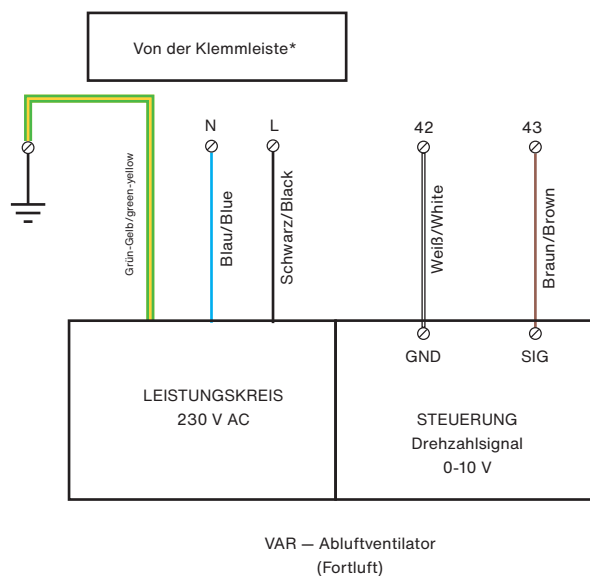 Von der Klemmleiste*
N
L
42
43
Grün-Gelb/green-yellow
Blau/Blue
Schwarz/Black
Weiß/White
Braun/Brown
GND
SIG
LEISTUNGSKREIS
230 V AC
STEUERUNG
Drehzahlsignal
0-10 V
VAR — Abluftventilator
(Fortluft)